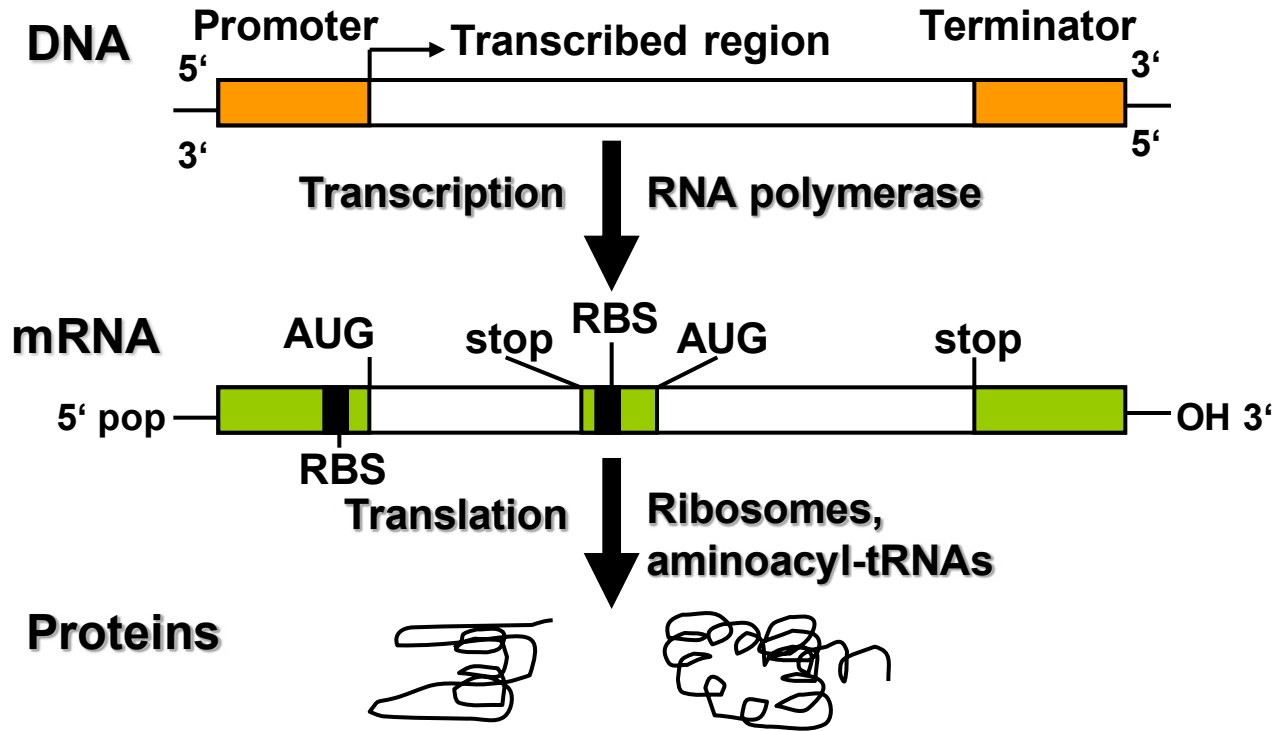 DNA
Promoter
Transcribed region
Terminator
5‘
3‘
3‘
5‘
Transcription
RNA polymerase
mRNA
AUG
stop
RBS
AUG
stop
5‘ pop
OH 3‘
RBS
Translation
Ribosomes,
aminoacyl-tRNAs
Proteins